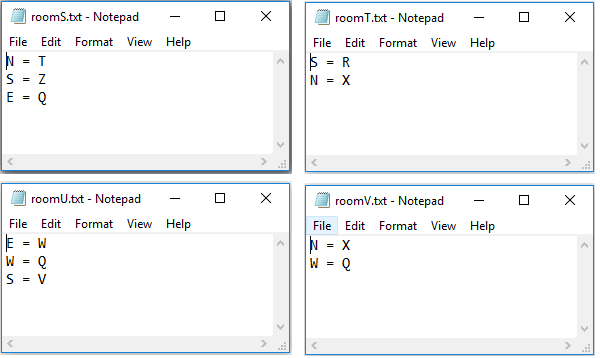 roomS.txt - Notepad
File Edit Format View Help
N = T
S = Z
E = Q
roomT.txt - Notepad
File Edit Format View Help
S = R
N = X
roomU.txt - Notepad
File Edit Format View Help
E = W
W = Q
S = V
roomV.txt - Notepad
File Edit Format View Help
N = X
W = Q